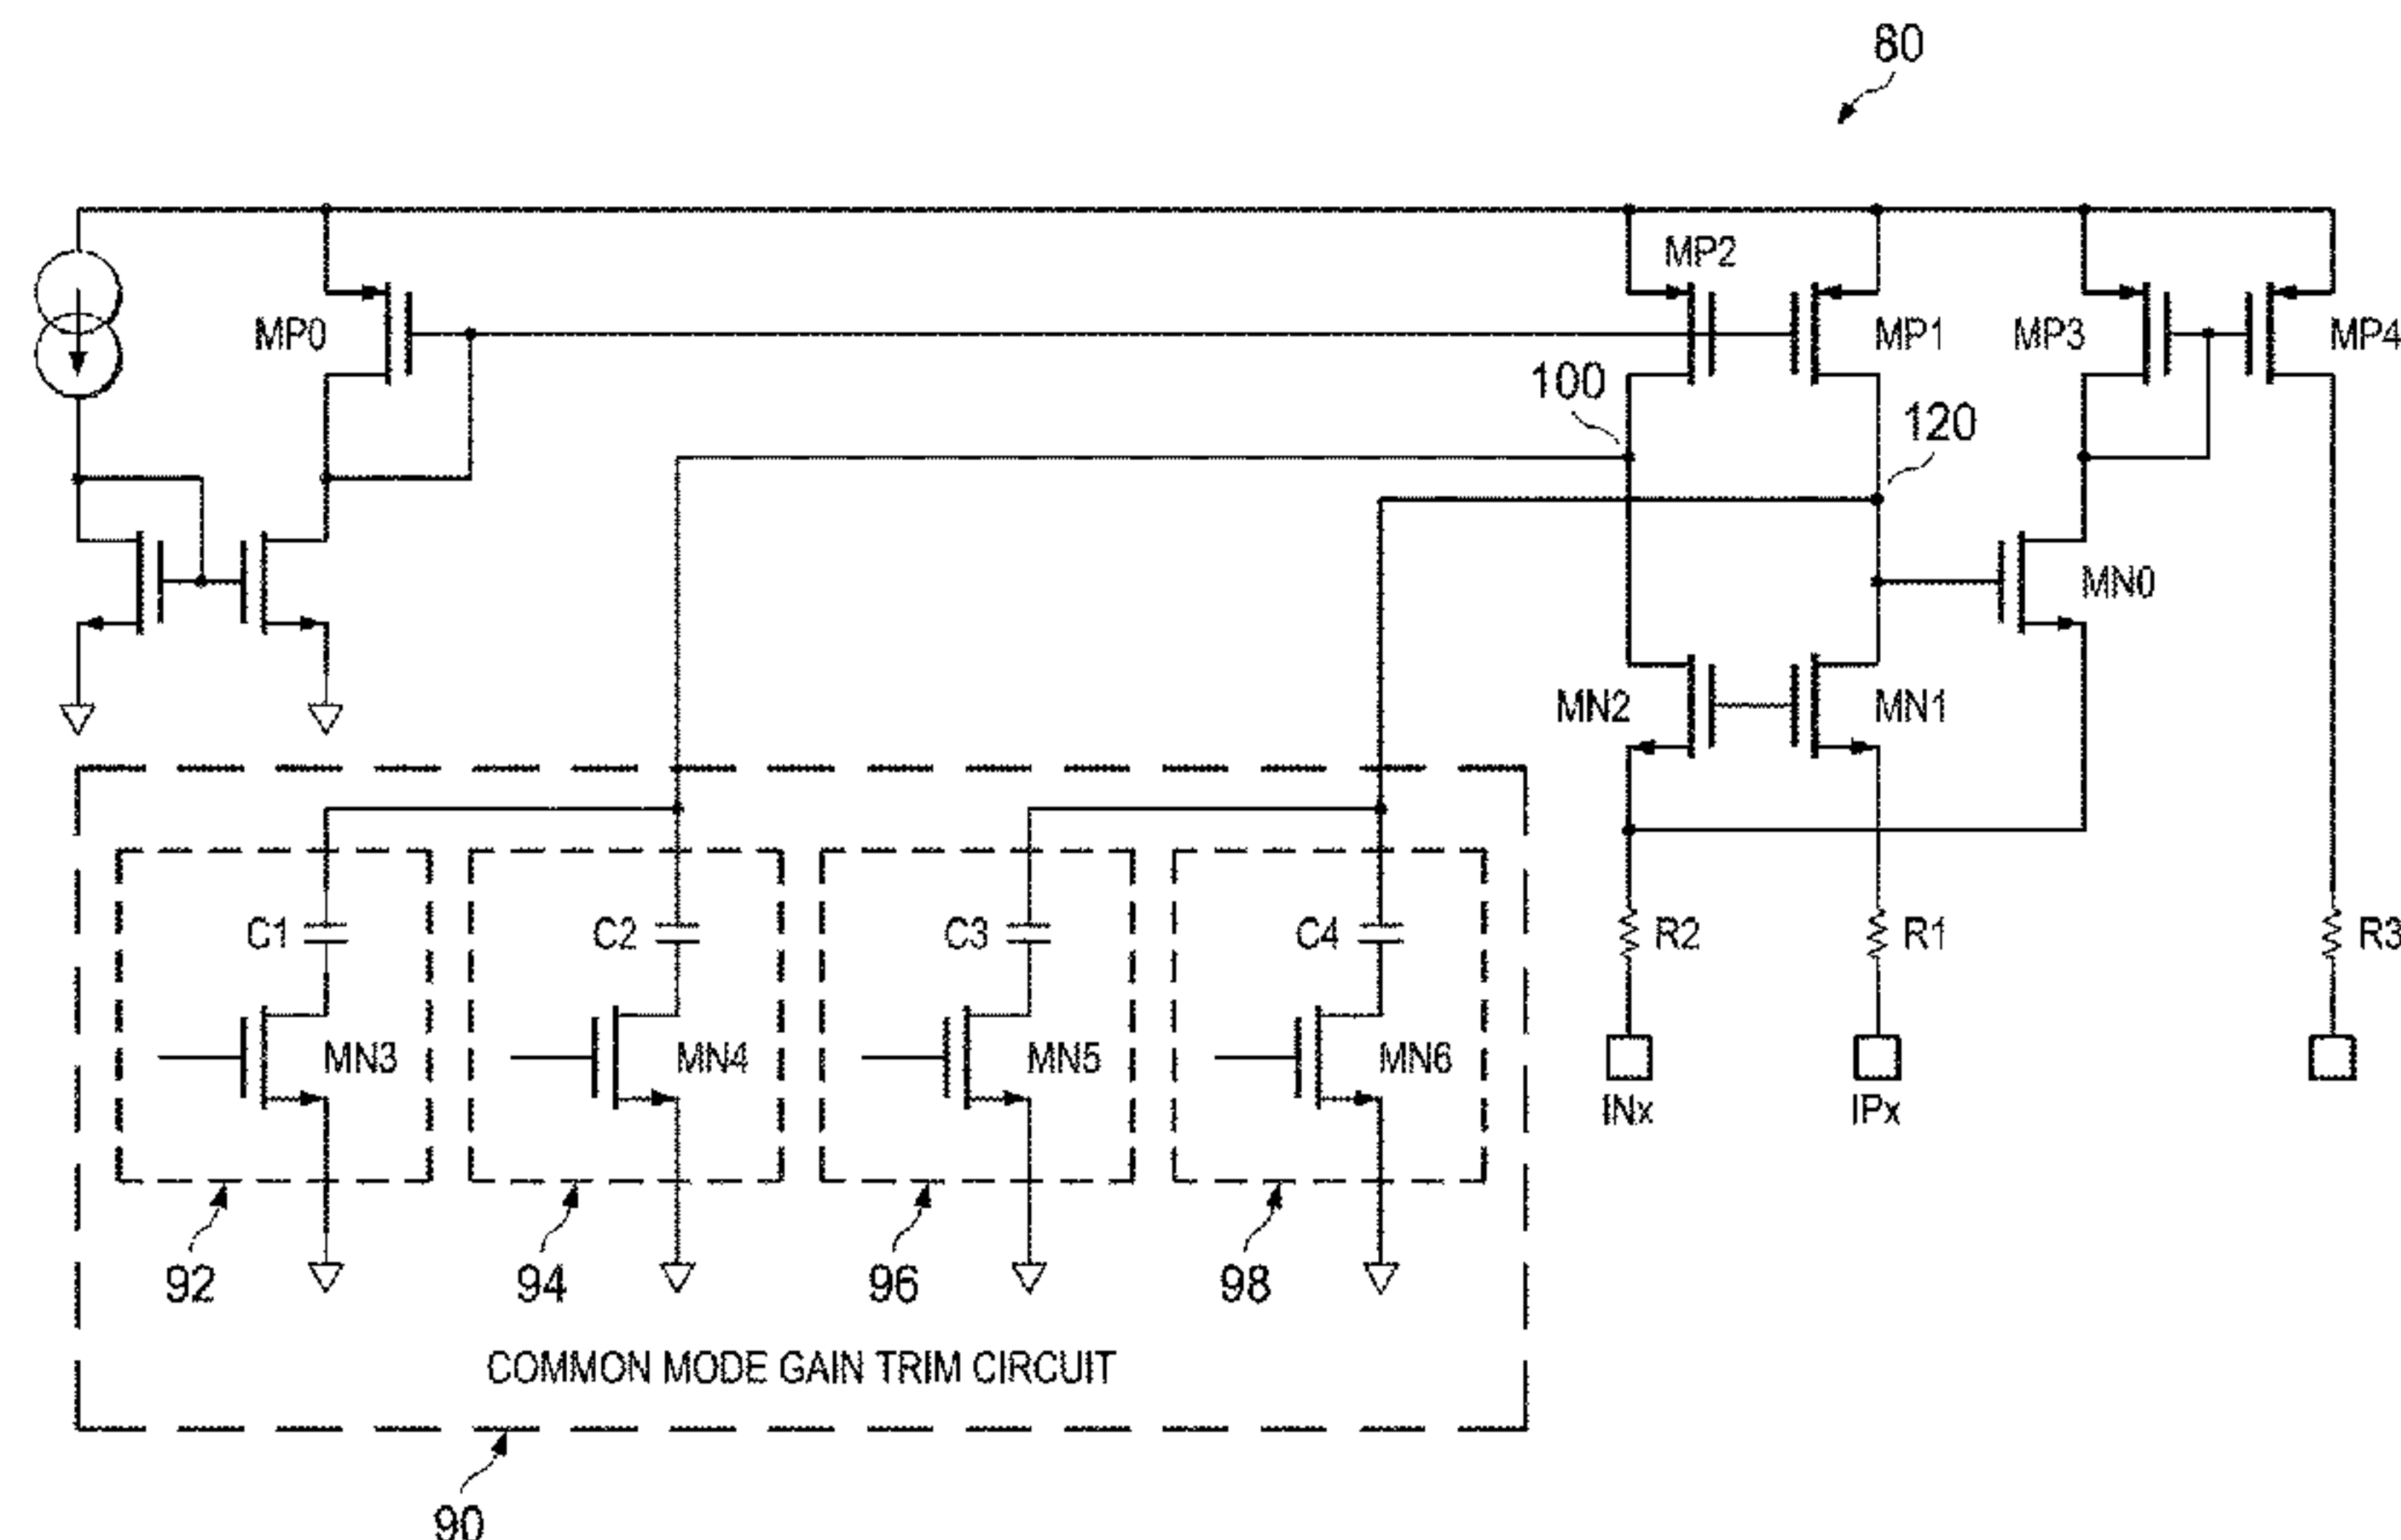 80
MP2
MP0
MP1
MP3
MP4
100
120
MN0
MN2
MN1
C1
C2
C3
C4
R2
R1
R3
MN3
MN4
MN5
MN6
INx
IPx
92
94
96
98
COMMON MODE GAIN TRIM CIRCUIT
90